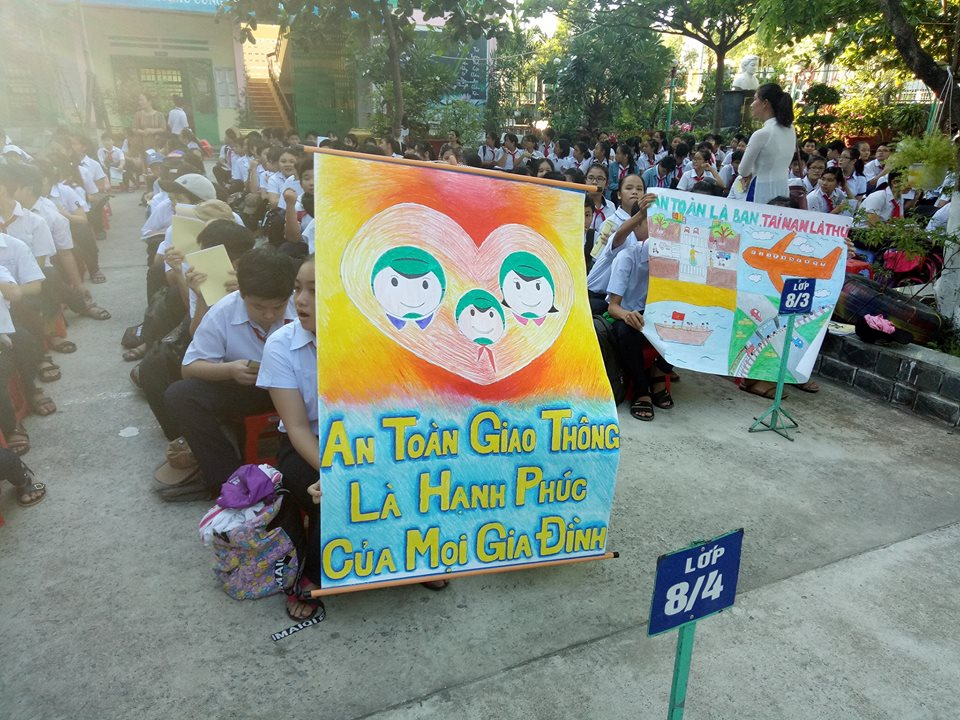 AN TOÀN LÀ BẠN. TAI NẠN LÀ THÙ
LỚP
8/3
AN TOÀN GIAO THÔNG
LÀ HẠNH PHÚC
CỦA MỌI GIA ĐÌNH
LỚP
8/4
MAIQI